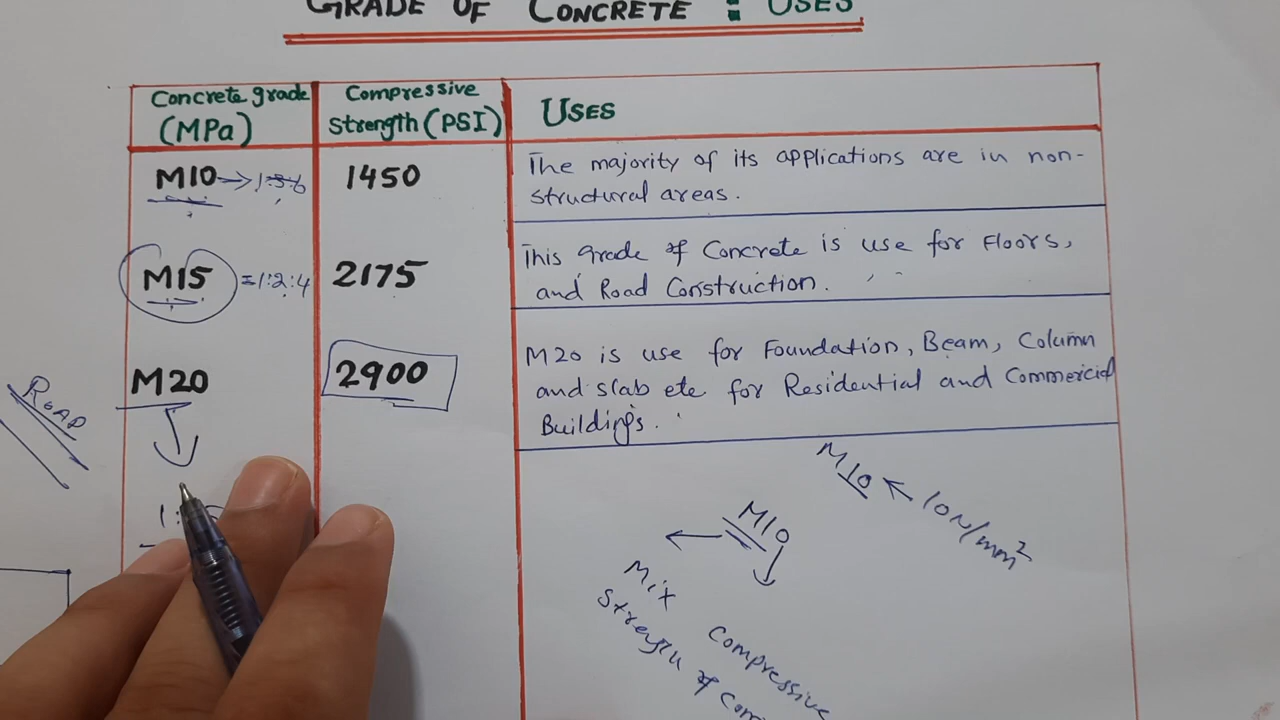 GRADE OF CONCRETE : USES
Concrete grade
(MPa)
Compressive
Strength (PSI)
USES
M10 → 1:3:6
1450
The majority of its applications are in non-
structural areas.
M15 = 1:2:4
2175
This grade of Concrete is use for Floors,
and Road Construction.
M20
2900
M20 is use for Foundation, Beam, Column
and slab etc for Residential and Commercial
Buildings.
ROAD
M10 ← 10N/mm²
M10
Mix
Compressive
Strength of